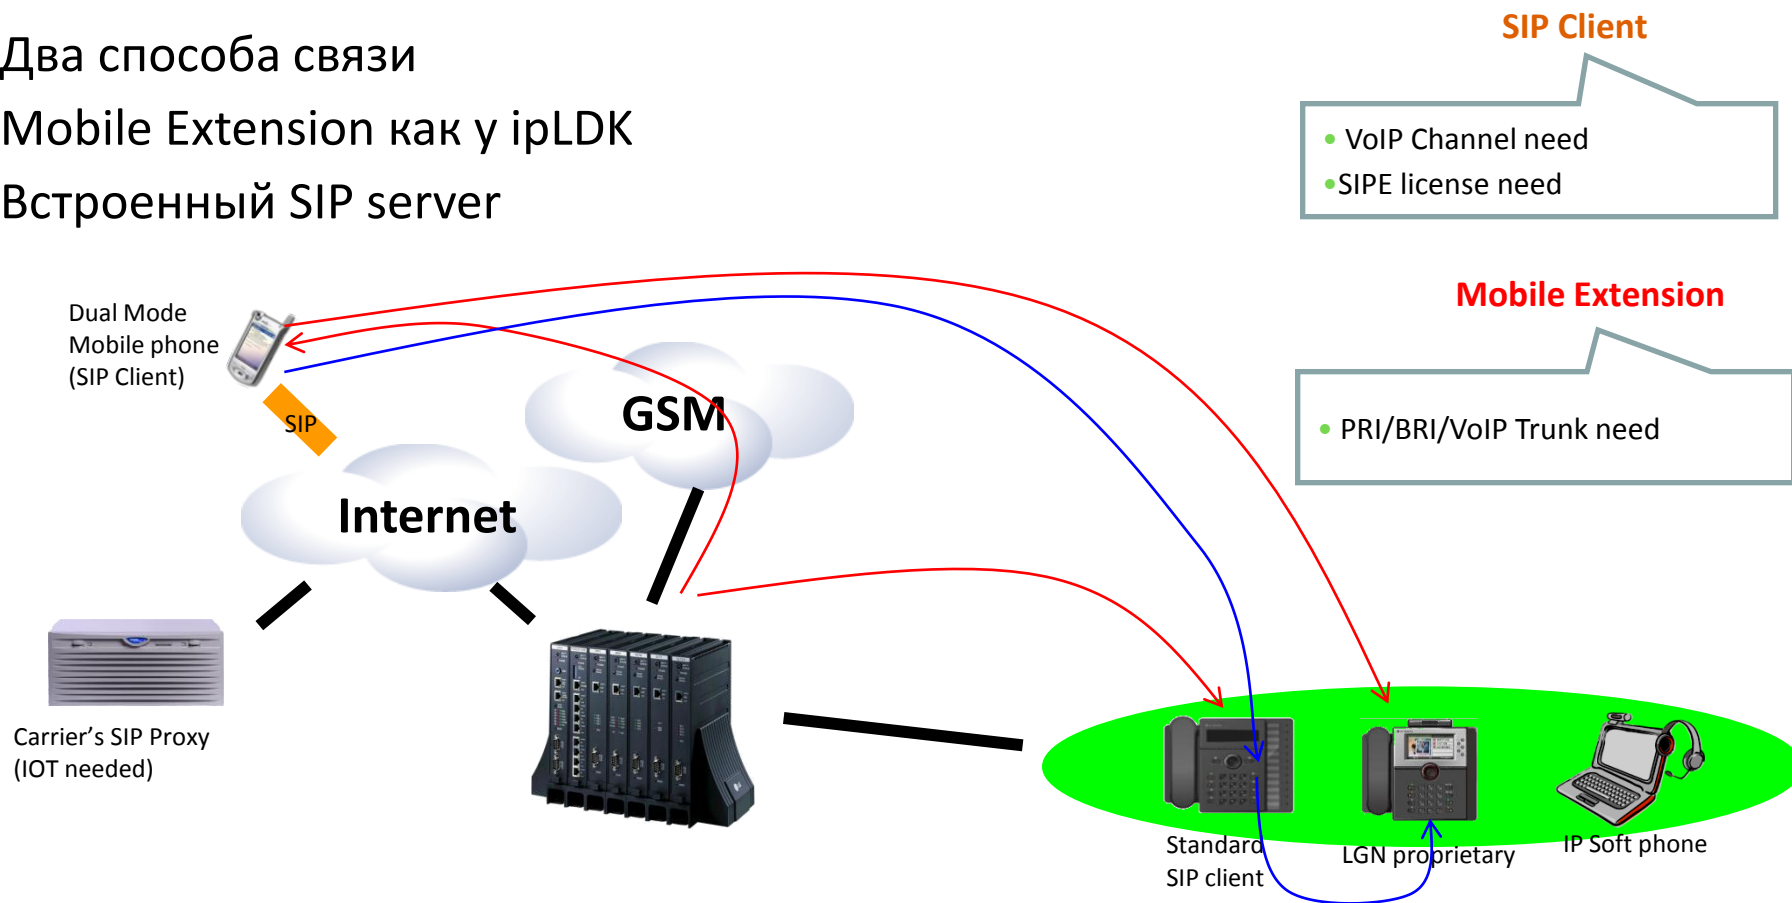 Два способа связи
Mobile Extension как у ipLDK
Встроенный SIP server
SIP Client
• VoIP Channel need
•SIPE license need
Mobile Extension
• PRI/BRI/VoIP Trunk need
Dual Mode
Mobile phone
(SIP Client)
SIP
GSM
Internet
Carrier’s SIP Proxy
(IOT needed)
Standard
SIP client
LGN proprietary
IP Soft phone